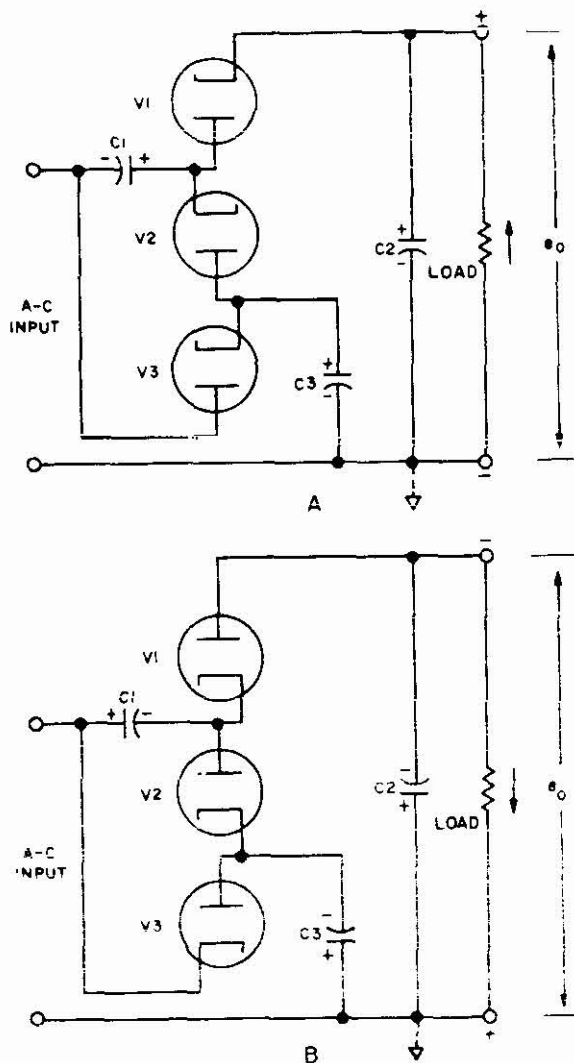 +
V1
- C1 +
V2
+
C2
-
LOAD
e₀
A-C
INPUT
V3
+
C3
-
-
A
-
V1
C1
+ -
V2
-
C2
+
LOAD
e₀
A-C
INPUT
V3
-
C3
+
+
B